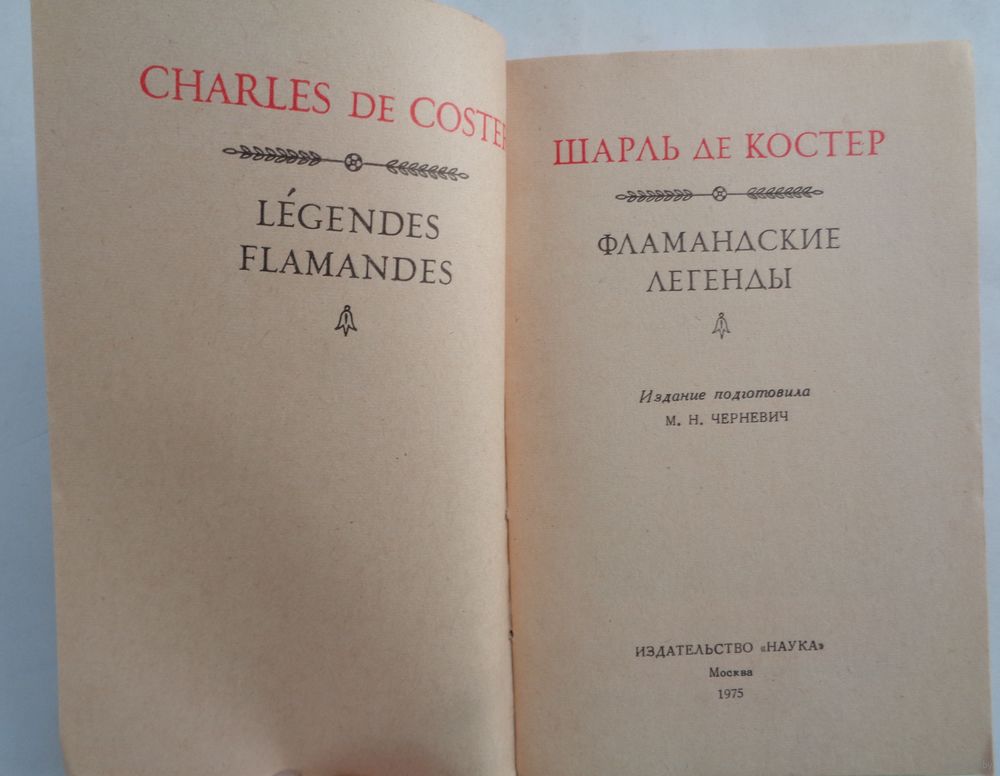 CHARLES DE COSTER
LÉGENDES
FLAMANDES
ШАРЛЬ ДЕ КОСТЕР
ФЛАМАНДСКИЕ
ЛЕГЕНДЫ
Издание подготовила
М. Н. ЧЕРНЕВИЧ
ИЗДАТЕЛЬСТВО «НАУКА»
Москва
1975